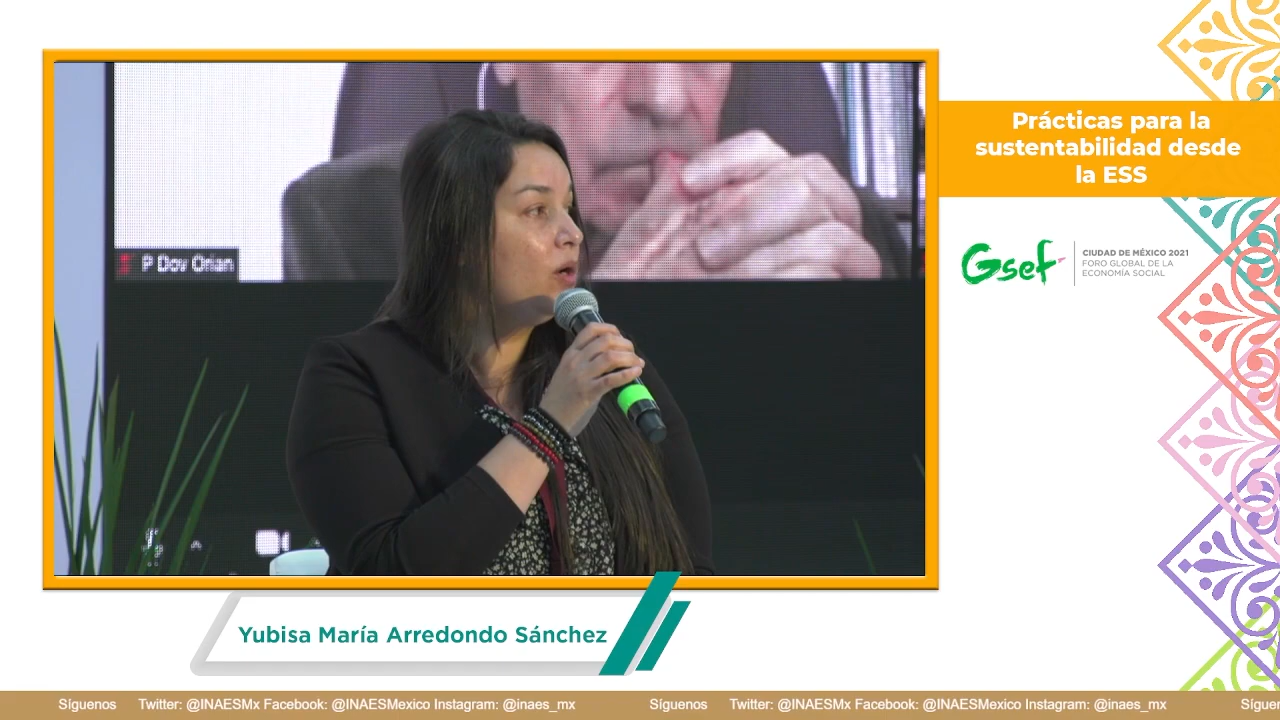 Prácticas para la
sustentabilidad desde
la ESS
P Dov Orian
Gsef
CIUDAD DE MÉXICO 2021
FORO GLOBAL DE LA
ECONOMÍA SOCIAL
Yubisa María Arredondo Sánchez
Síguenos Twitter: @INAESMx Facebook: @INAESMexico Instagram: @inaes_mx Síguenos Twitter: @INAESMx Facebook: @INAESMexico Instagram: @inaes_mx Síguen